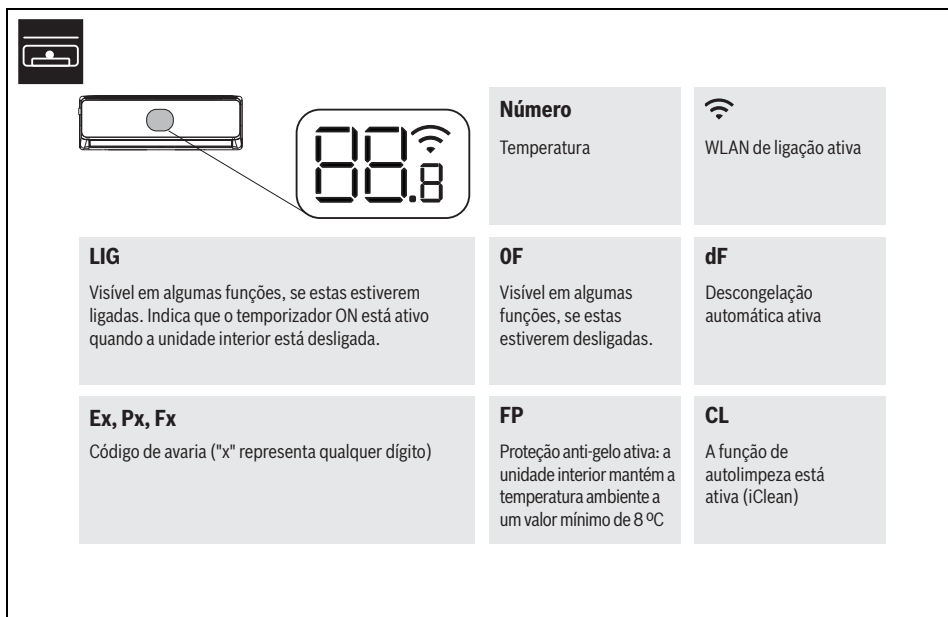 88.8
Número
Temperatura
WLAN de ligação ativa
LIG
Visível em algumas funções, se estas estiverem
ligadas. Indica que o temporizador ON está ativo
quando a unidade interior está desligada.
0F
Visível em algumas
funções, se estas
estiverem desligadas.
dF
Descongelação
automática ativa
Ex, Px, Fx
Código de avaria ("x" representa qualquer dígito)
FP
Proteção anti-gelo ativa: a
unidade interior mantém a
temperatura ambiente a
um valor mínimo de 8 ºC
CL
A função de
autolimpeza está
ativa (iClean)